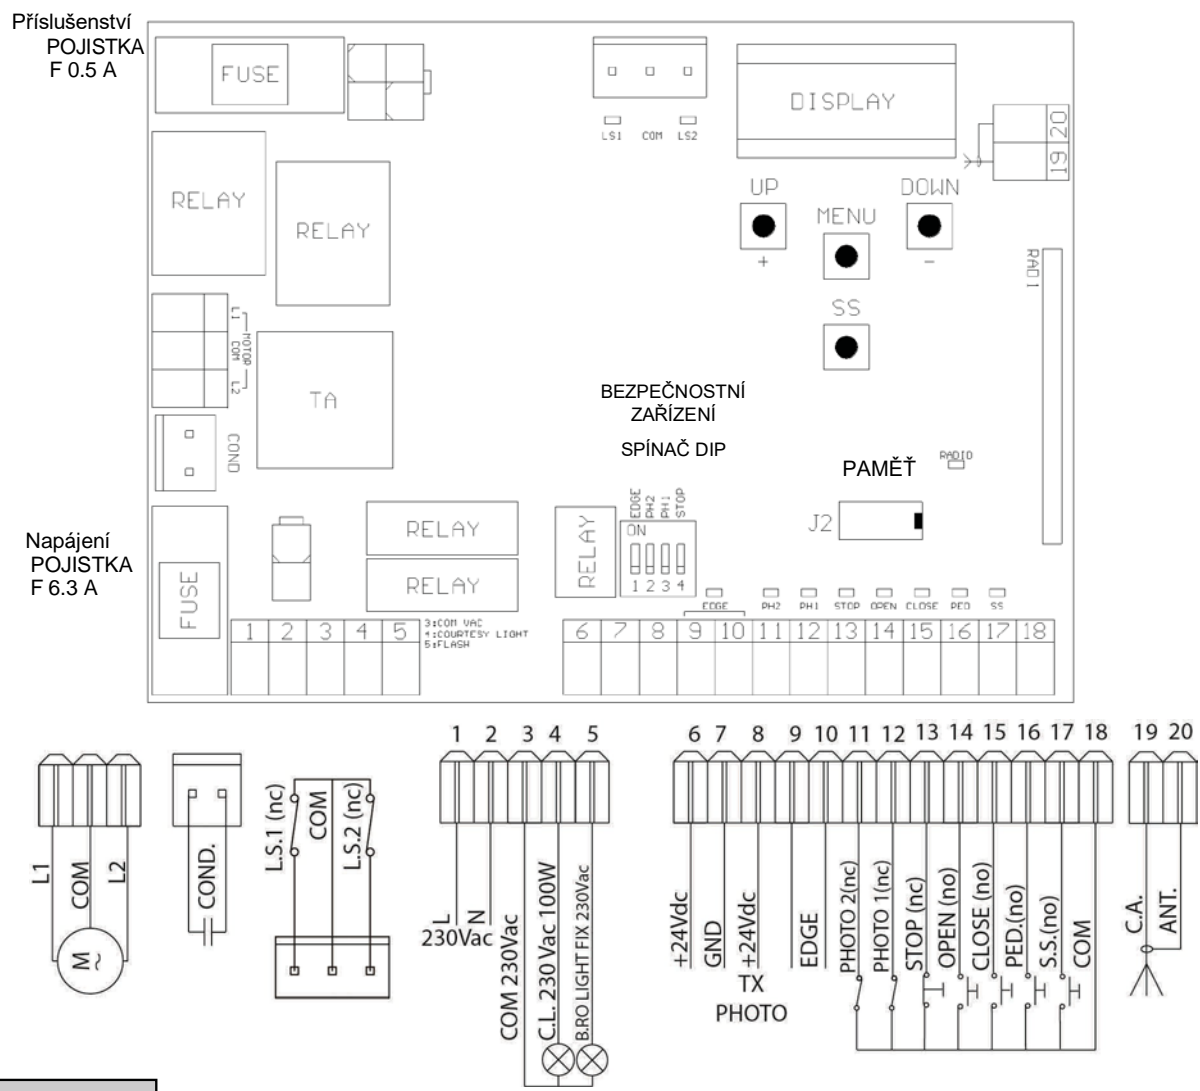 Příslušenství
POJISTKA
F 0.5 A
FUSE
LS1 COM LS2
DISPLAY
19 20
RELAY
RELAY
UP
+
MENU
DOWN
-
SS
RADI
L1
COM
L2
MOTOR
TA
COND
BEZPEČNOSTNÍ
ZAŘÍZENÍ
SPÍNAČ DIP
PAMĚŤ
RADIO
J2
Napájení
POJISTKA
F 6.3 A
FUSE
RELAY
RELAY
RELAY
EDGE
PH2
PH1
STOP
ON
1 2 3 4
EDGE PH2 PH1 STOP OPEN CLOSE PED SS
1 2 3 4 5
3:COM VAC
4:COURTESY LIGHT
5:FLASH
6 7 8 9 10 11 12 13 14 15 16 17 18
L1
COM
L2
M
~
COND.
L.S.1 (nc)
COM
L.S.2 (nc)
1 2 3 4 5
L
N
230Vac
COM 230Vac
C.L. 230 Vac 100W
B.RO LIGHT FIX 230Vac
6 7 8 9 10 11 12 13 14 15 16 17 18
+24Vdc
GND
+24Vdc
TX
PHOTO
EDGE
PHOTO 2(nc)
PHOTO 1(nc)
STOP (nc)
OPEN (no)
CLOSE (no)
PED.(no)
S.S.(no)
COM
19 20
C.A.
ANT.